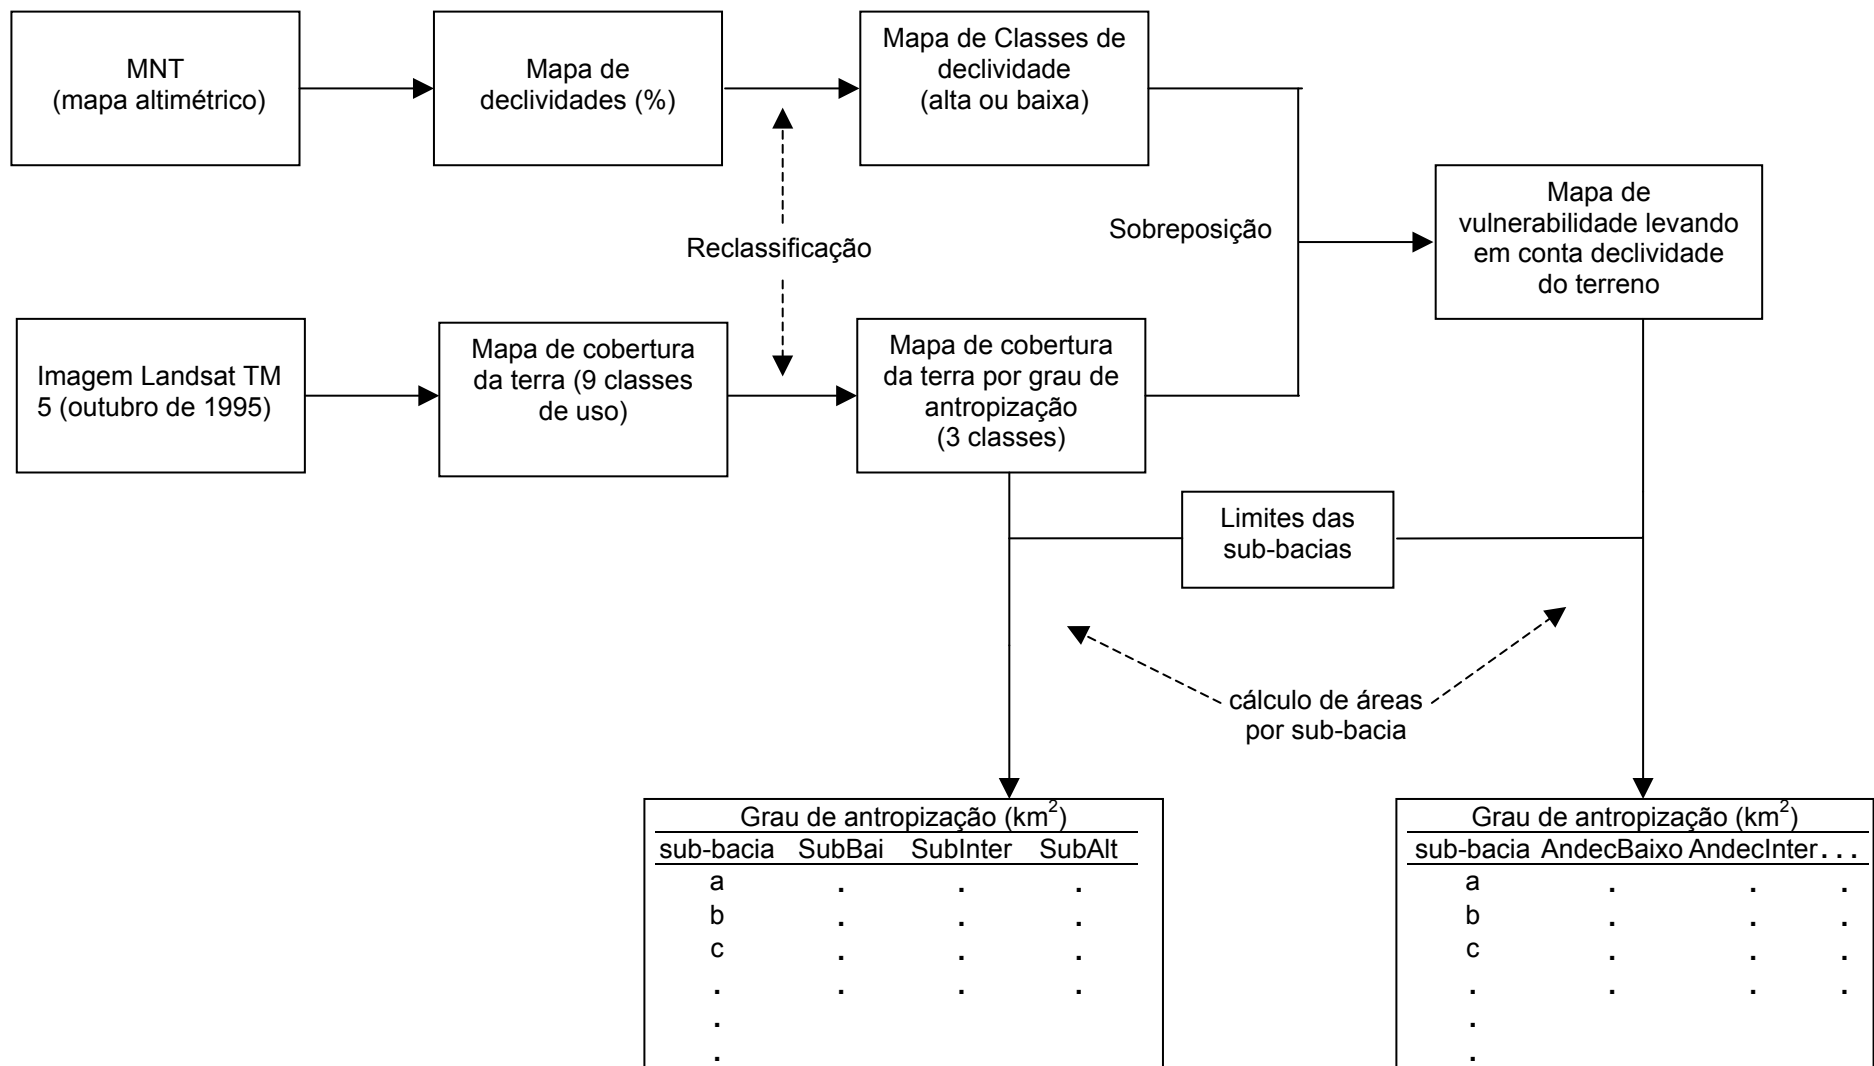 MNT
(mapa altimétrico)
Mapa de
declividades (%)
Mapa de Classes de
declividade
(alta ou baixa)
Reclassificação
Sobreposição
Mapa de
vulnerabilidade levando
em conta declividade
do terreno
Imagem Landsat TM
5 (outubro de 1995)
Mapa de cobertura
da terra (9 classes
de uso)
Mapa de cobertura
da terra por grau de
antropização
(3 classes)
Limites das
sub-bacias
cálculo de áreas
por sub-bacia
Grau de antropização (km²)
sub-bacia SubBai SubInter SubAlt
a . . .
b . . .
c . . .
. . . .
.
.
Grau de antropização (km²)
sub-bacia AndecBaixo AndecInter . . .
a . . .
b . . .
c . . .
. . . .
.
.